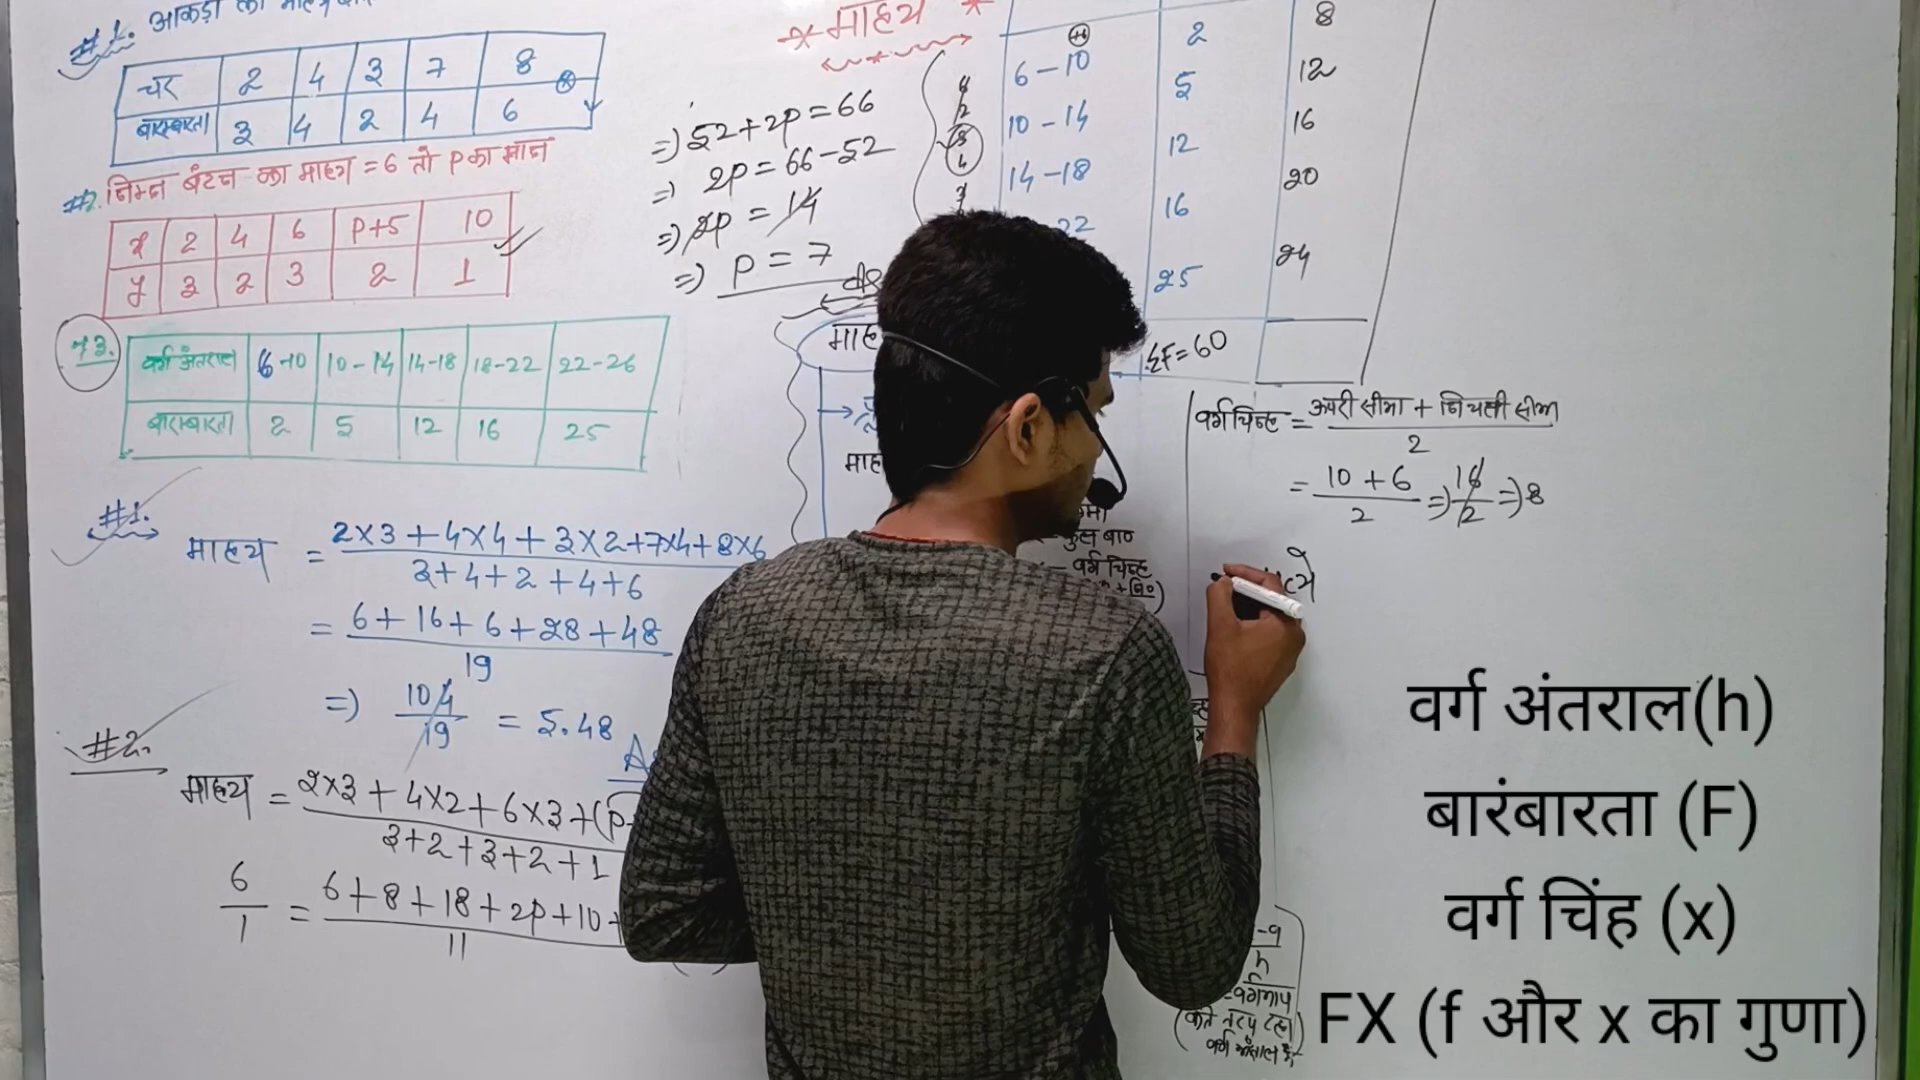 #1. आकड़ों का माध्य
चर 2 4 3 7 8
बारम्बारता 3 4 2 4 6
#2. निम्न बंटन का माध्य = 6 तो P का मान
x 2 4 6 P+5 10
y 3 2 3 2 1
#3.
वर्ग अंतराल 6-10 10-14 14-18 18-22 22-26
बारम्बारता 2 5 12 16 25
#1.
माध्य = 2×3+4×4+3×2+7×4+8×6
3+4+2+4+6
= 6+16+6+28+48
19
=) 104
19
= 5.48
#2.
माध्य = 2×3+4×2+6×3+(P
3+2+3+2+1
6
1
= 6+8+18+2P+10+
11
* माध्य *
=) 52+2P=66
=) 2P=66-52
=) 2P=14
=) P=7
6-10 2 8
10-14 5 12
14-18 12 16
22 16 20
25 24
ΣF=60
वर्ग चिन्ह = ऊपरी सीमा + निचली सीमा
2
= 10+6
2
=) 16
2
=) 8
कुल बा०
वर्ग चिन्ह
-a
h
वर्ग अंतराल(h)
बारंबारता (F)
वर्ग चिंह (x)
FX (f और x का गुणा)